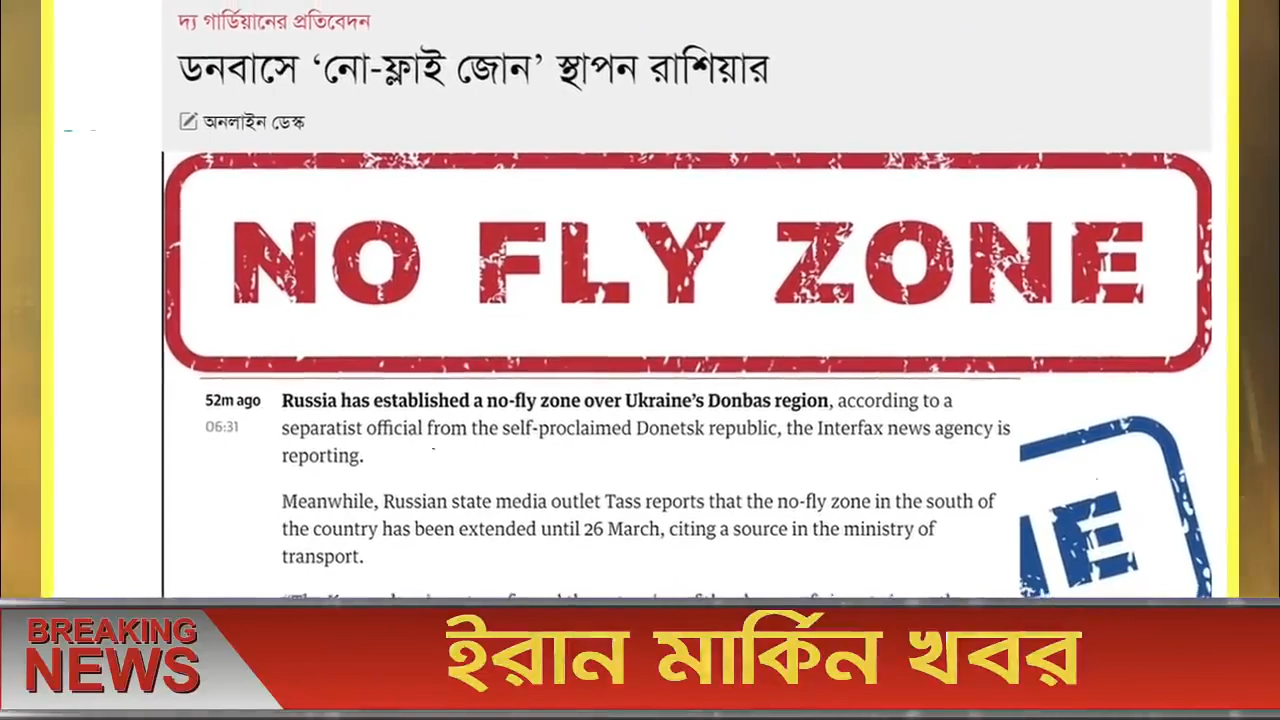 দ্য গার্ডিয়ানের প্রতিবেদন
ডনবাসে ‘নো-ফ্লাই জোন’ স্থাপন রাশিয়ার
অনলাইন ডেস্ক
NO FLY ZONE
52m ago
06:31
Russia has established a no-fly zone over Ukraine’s Donbas region, according to a
separatist official from the self-proclaimed Donetsk republic, the Interfax news agency is
reporting.
Meanwhile, Russian state media outlet Tass reports that the no-fly zone in the south of
the country has been extended until 26 March, citing a source in the ministry of
transport.
NE
BREAKING
NEWS
ইরান মার্কিন খবর